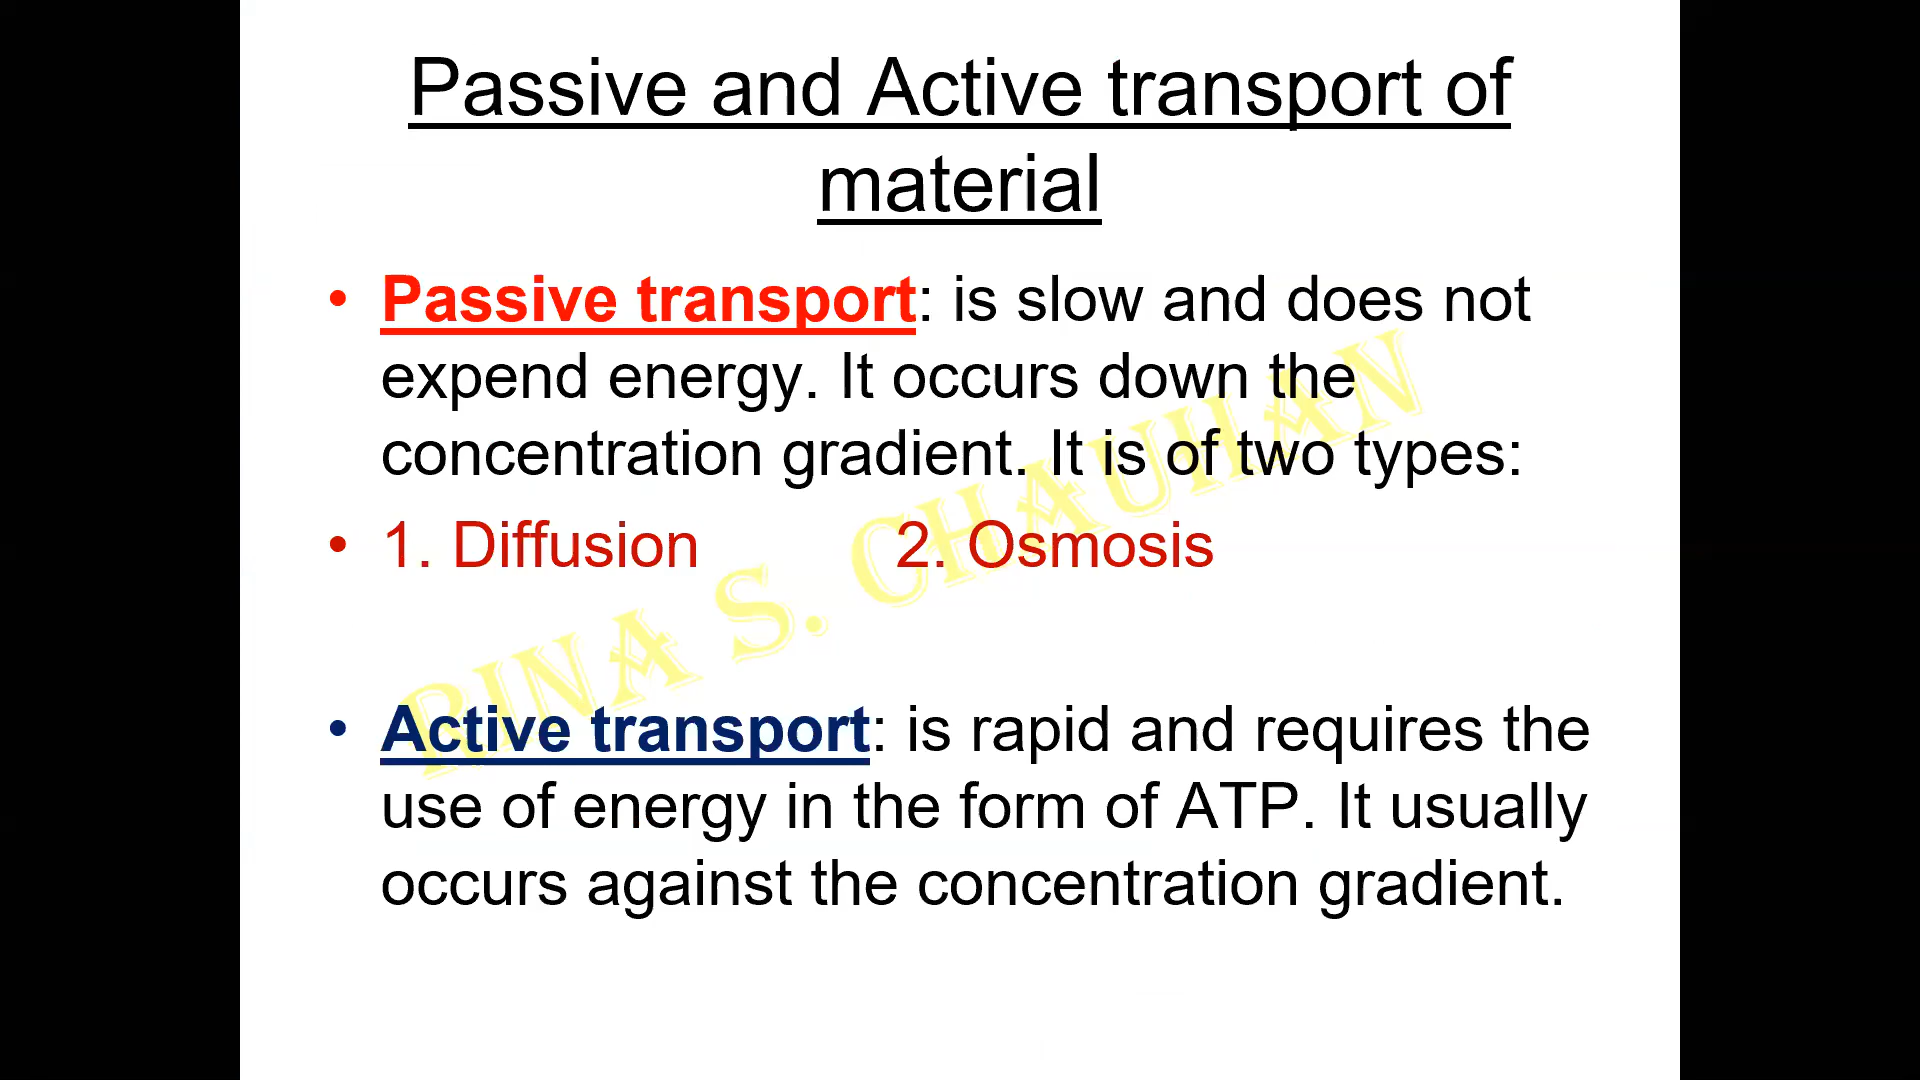 Passive and Active transport of
material
• Passive transport: is slow and does not
expend energy. It occurs down the
concentration gradient. It is of two types:
• 1. Diffusion 2. Osmosis
• Active transport: is rapid and requires the
use of energy in the form of ATP. It usually
occurs against the concentration gradient.
RINA S. CHAUHAN